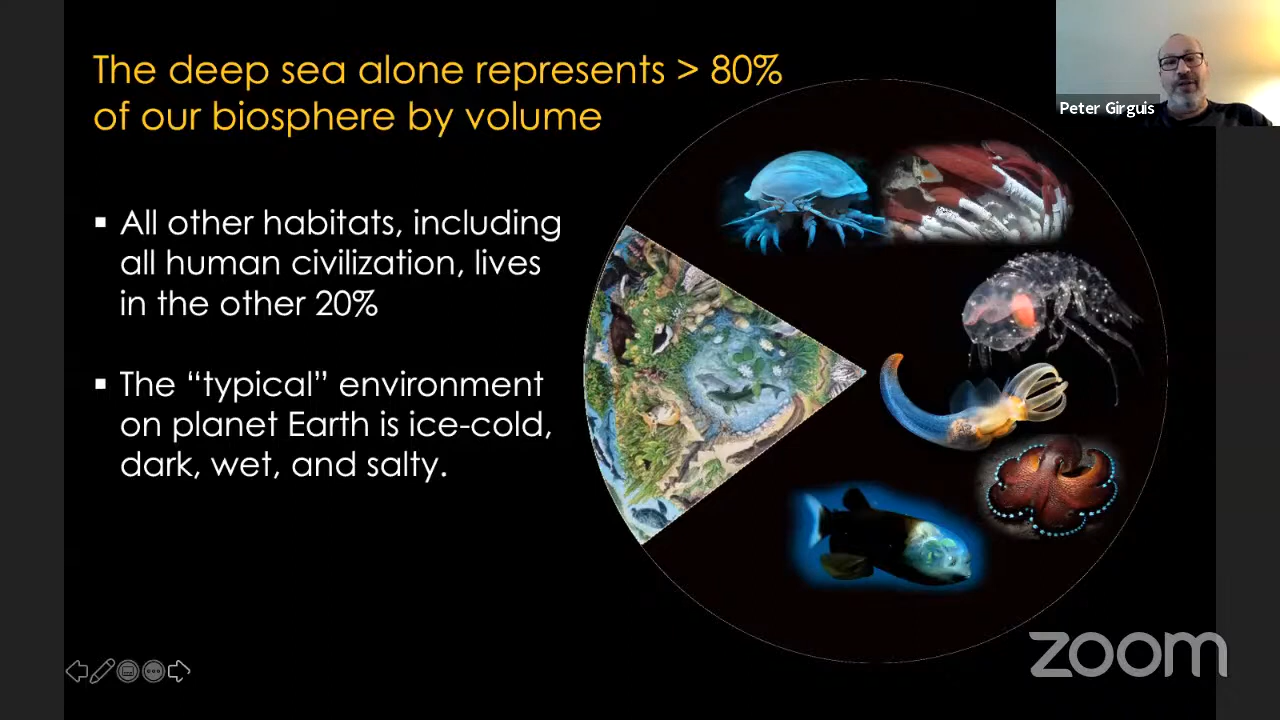 The deep sea alone represents > 80%
of our biosphere by volume
Peter Girguis
▪ All other habitats, including
all human civilization, lives
in the other 20%
▪ The “typical” environment
on planet Earth is ice-cold,
dark, wet, and salty.
zoom